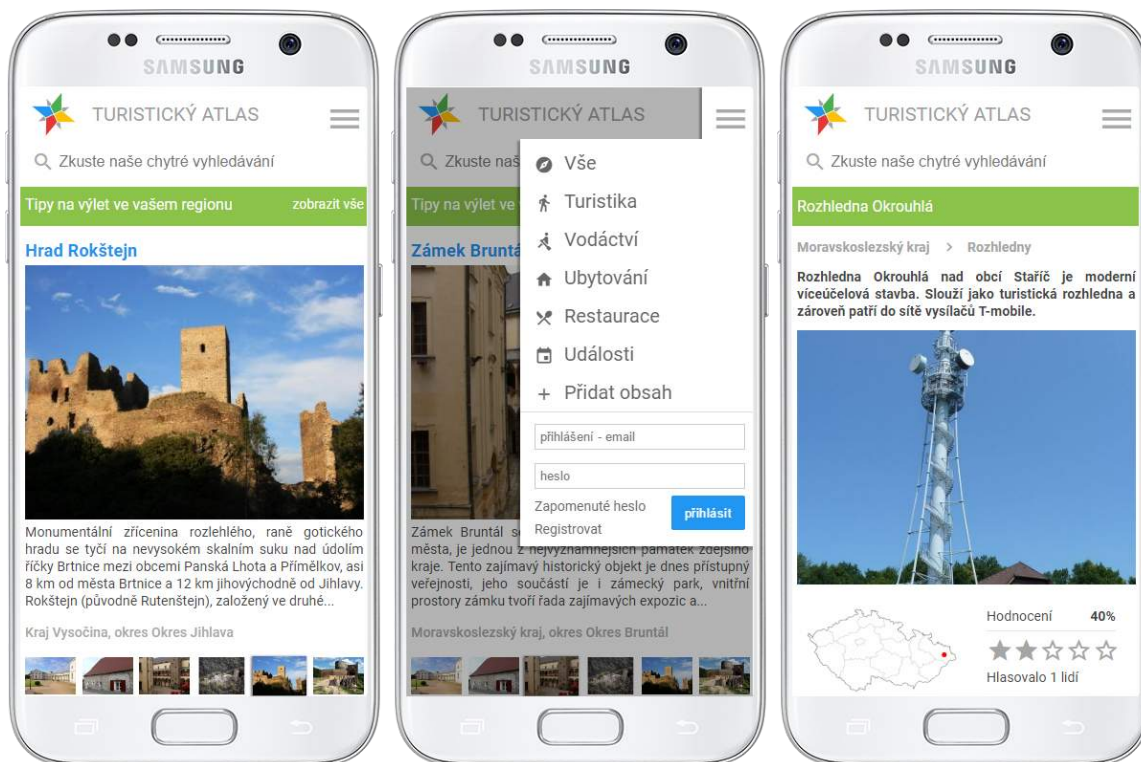 SAMSUNG
TURISTICKÝ ATLAS
Zkuste naše chytré vyhledávání
Tipy na výlet ve vašem regionu zobrazit vše
Hrad Rokštejn
Monumentální zřícenina rozlehlého, raně gotického
hradu se tyčí na nevysokém skalním suku nad údolím
říčky Brtnice mezi obcemi Panská Lhota a Přímělkov, asi
8 km od města Brtnice a 12 km jihovýchodně od Jihlavy.
Rokštejn (původně Rutenštejn), založený ve druhé...
Kraj Vysočina, okres Okres Jihlava
SAMSUNG
TURISTICKÝ ATLAS
Zkuste naš
Tipy na výlet ve
Zámek Bruntá
Vše
Turistika
Vodáctví
Ubytování
Restaurace
Události
+ Přidat obsah
přihlášení - email
heslo
Zapomenuté heslo
přihlásit
Registrovat
Zámek Bruntál
města, je jednou z nejvýznamnějších památek zdejšího
kraje. Tento zajímavý historický objekt je dnes přístupný
veřejnosti, jeho součástí je i zámecký park, vnitřní
prostory zámku tvoří řada zajímavých expozic a...
Moravskoslezský kraj, okres Okres Bruntál
SAMSUNG
TURISTICKÝ ATLAS
Zkuste naše chytré vyhledávání
Rozhledna Okrouhlá
Moravskoslezský kraj > Rozhledny
Rozhledna Okrouhlá nad obcí Staříč je moderní
víceúčelová stavba. Slouží jako turistická rozhledna a
zároveň patří do sítě vysílačů T-mobile.
Hodnocení 40%
Hlasovalo 1 lidí